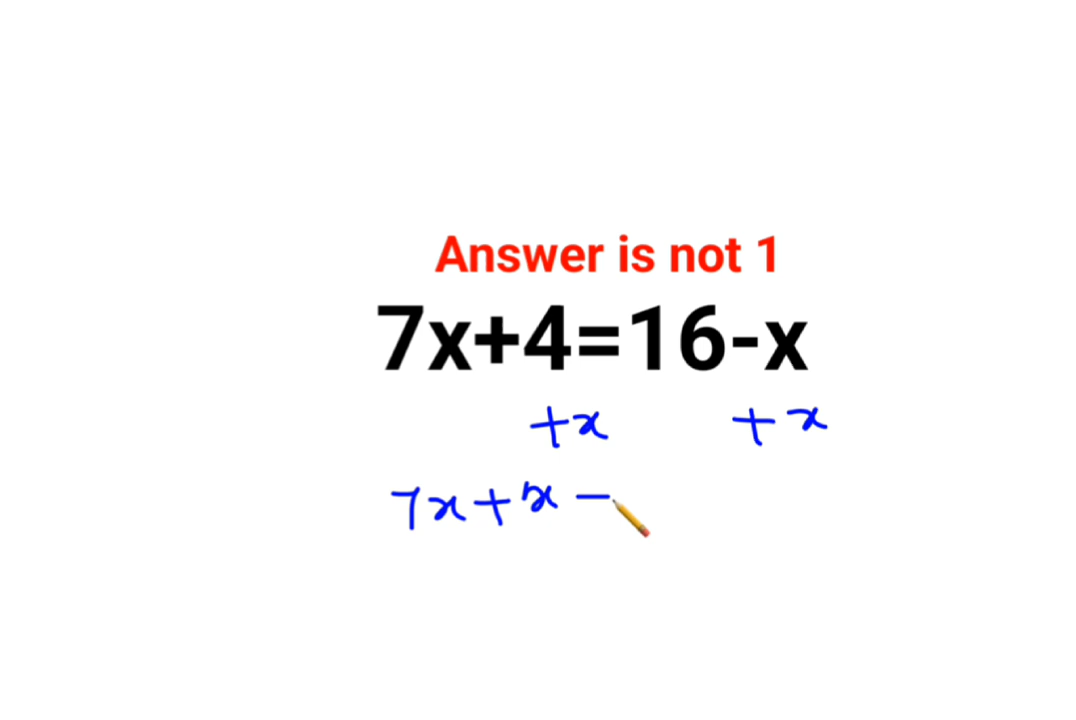 Answer is not 1
7x+4=16-x
+x +x
7x+x −